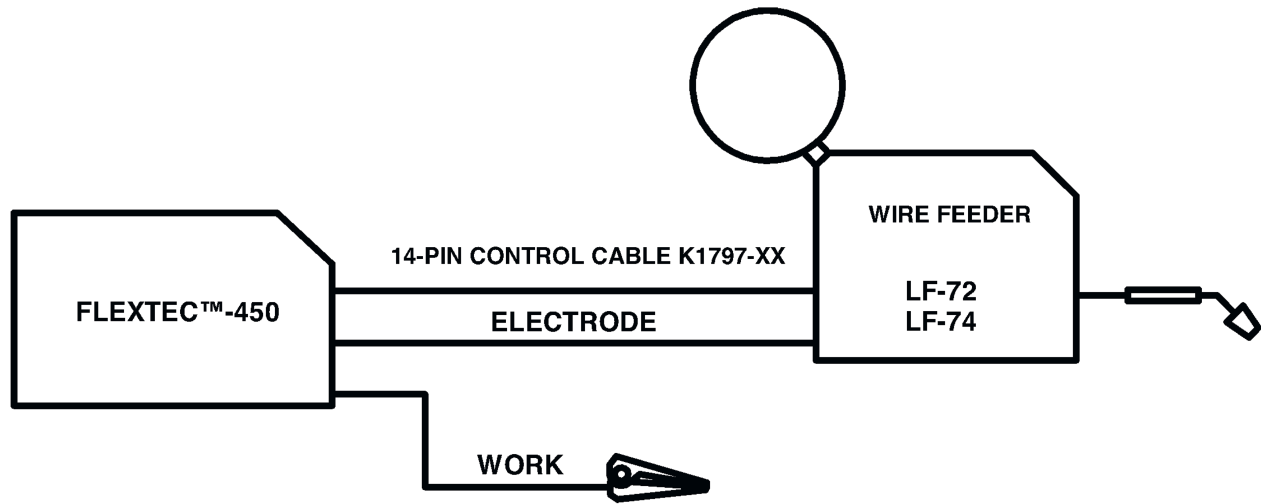 WIRE FEEDER
14-PIN CONTROL CABLE K1797-XX
FLEXTEC™-450
LF-72
ELECTRODE
LF-74
WORK